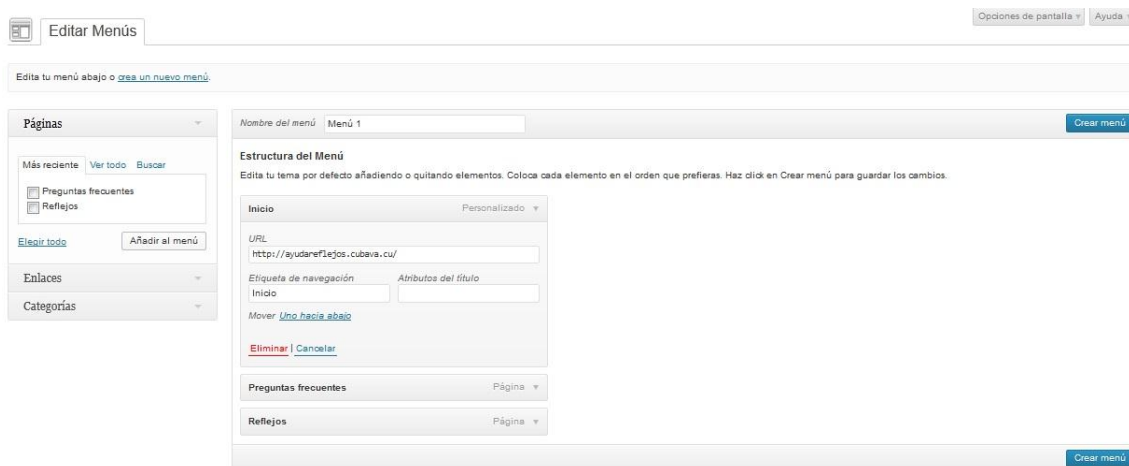 Opciones de pantalla
Ayuda
Editar Menús
Edita tu menú abajo o crea un nuevo menú.
Páginas
Más reciente Ver todo Buscar
Preguntas frecuentes
Reflejos
Elegir todo Añadir al menú
Enlaces
Categorías
Nombre del menú Menú 1 Crear menú
Estructura del Menú
Edita tu tema por defecto añadiendo o quitando elementos. Coloca cada elemento en el orden que prefieras. Haz click en Crear menú para guardar los cambios.
Inicio Personalizado
URL
http://ayudareflejos.cubava.cu/
Etiqueta de navegación Atributos del título
Inicio
Mover Uno hacia abajo
Eliminar | Cancelar
Preguntas frecuentes Página
Reflejos Página
Crear menú